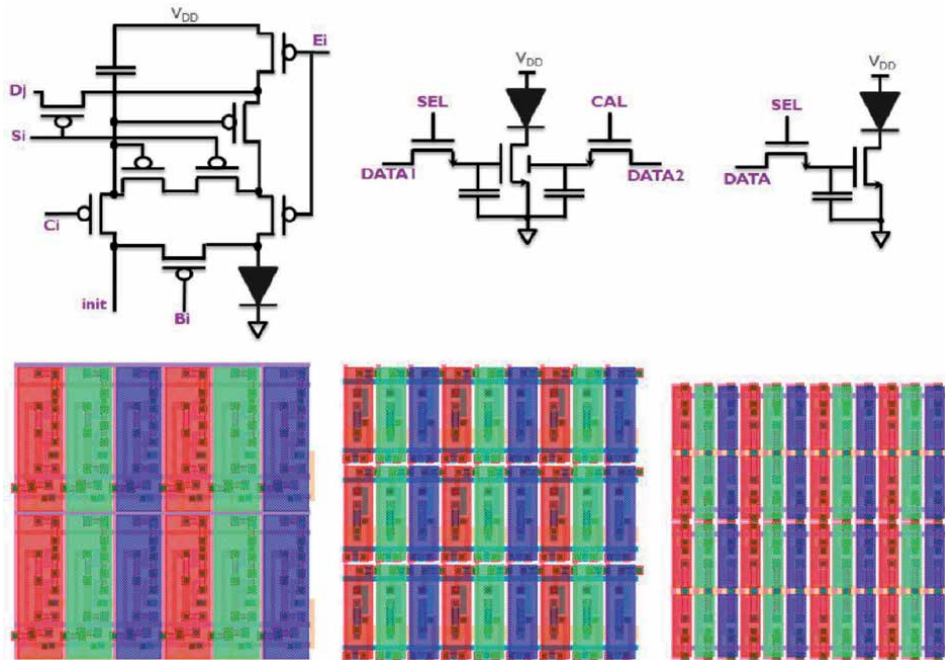 VDD
Ei
Dj
Si
Ci
init
Bi
VDD
SEL
CAL
DATA1
DATA2
VDD
SEL
DATA